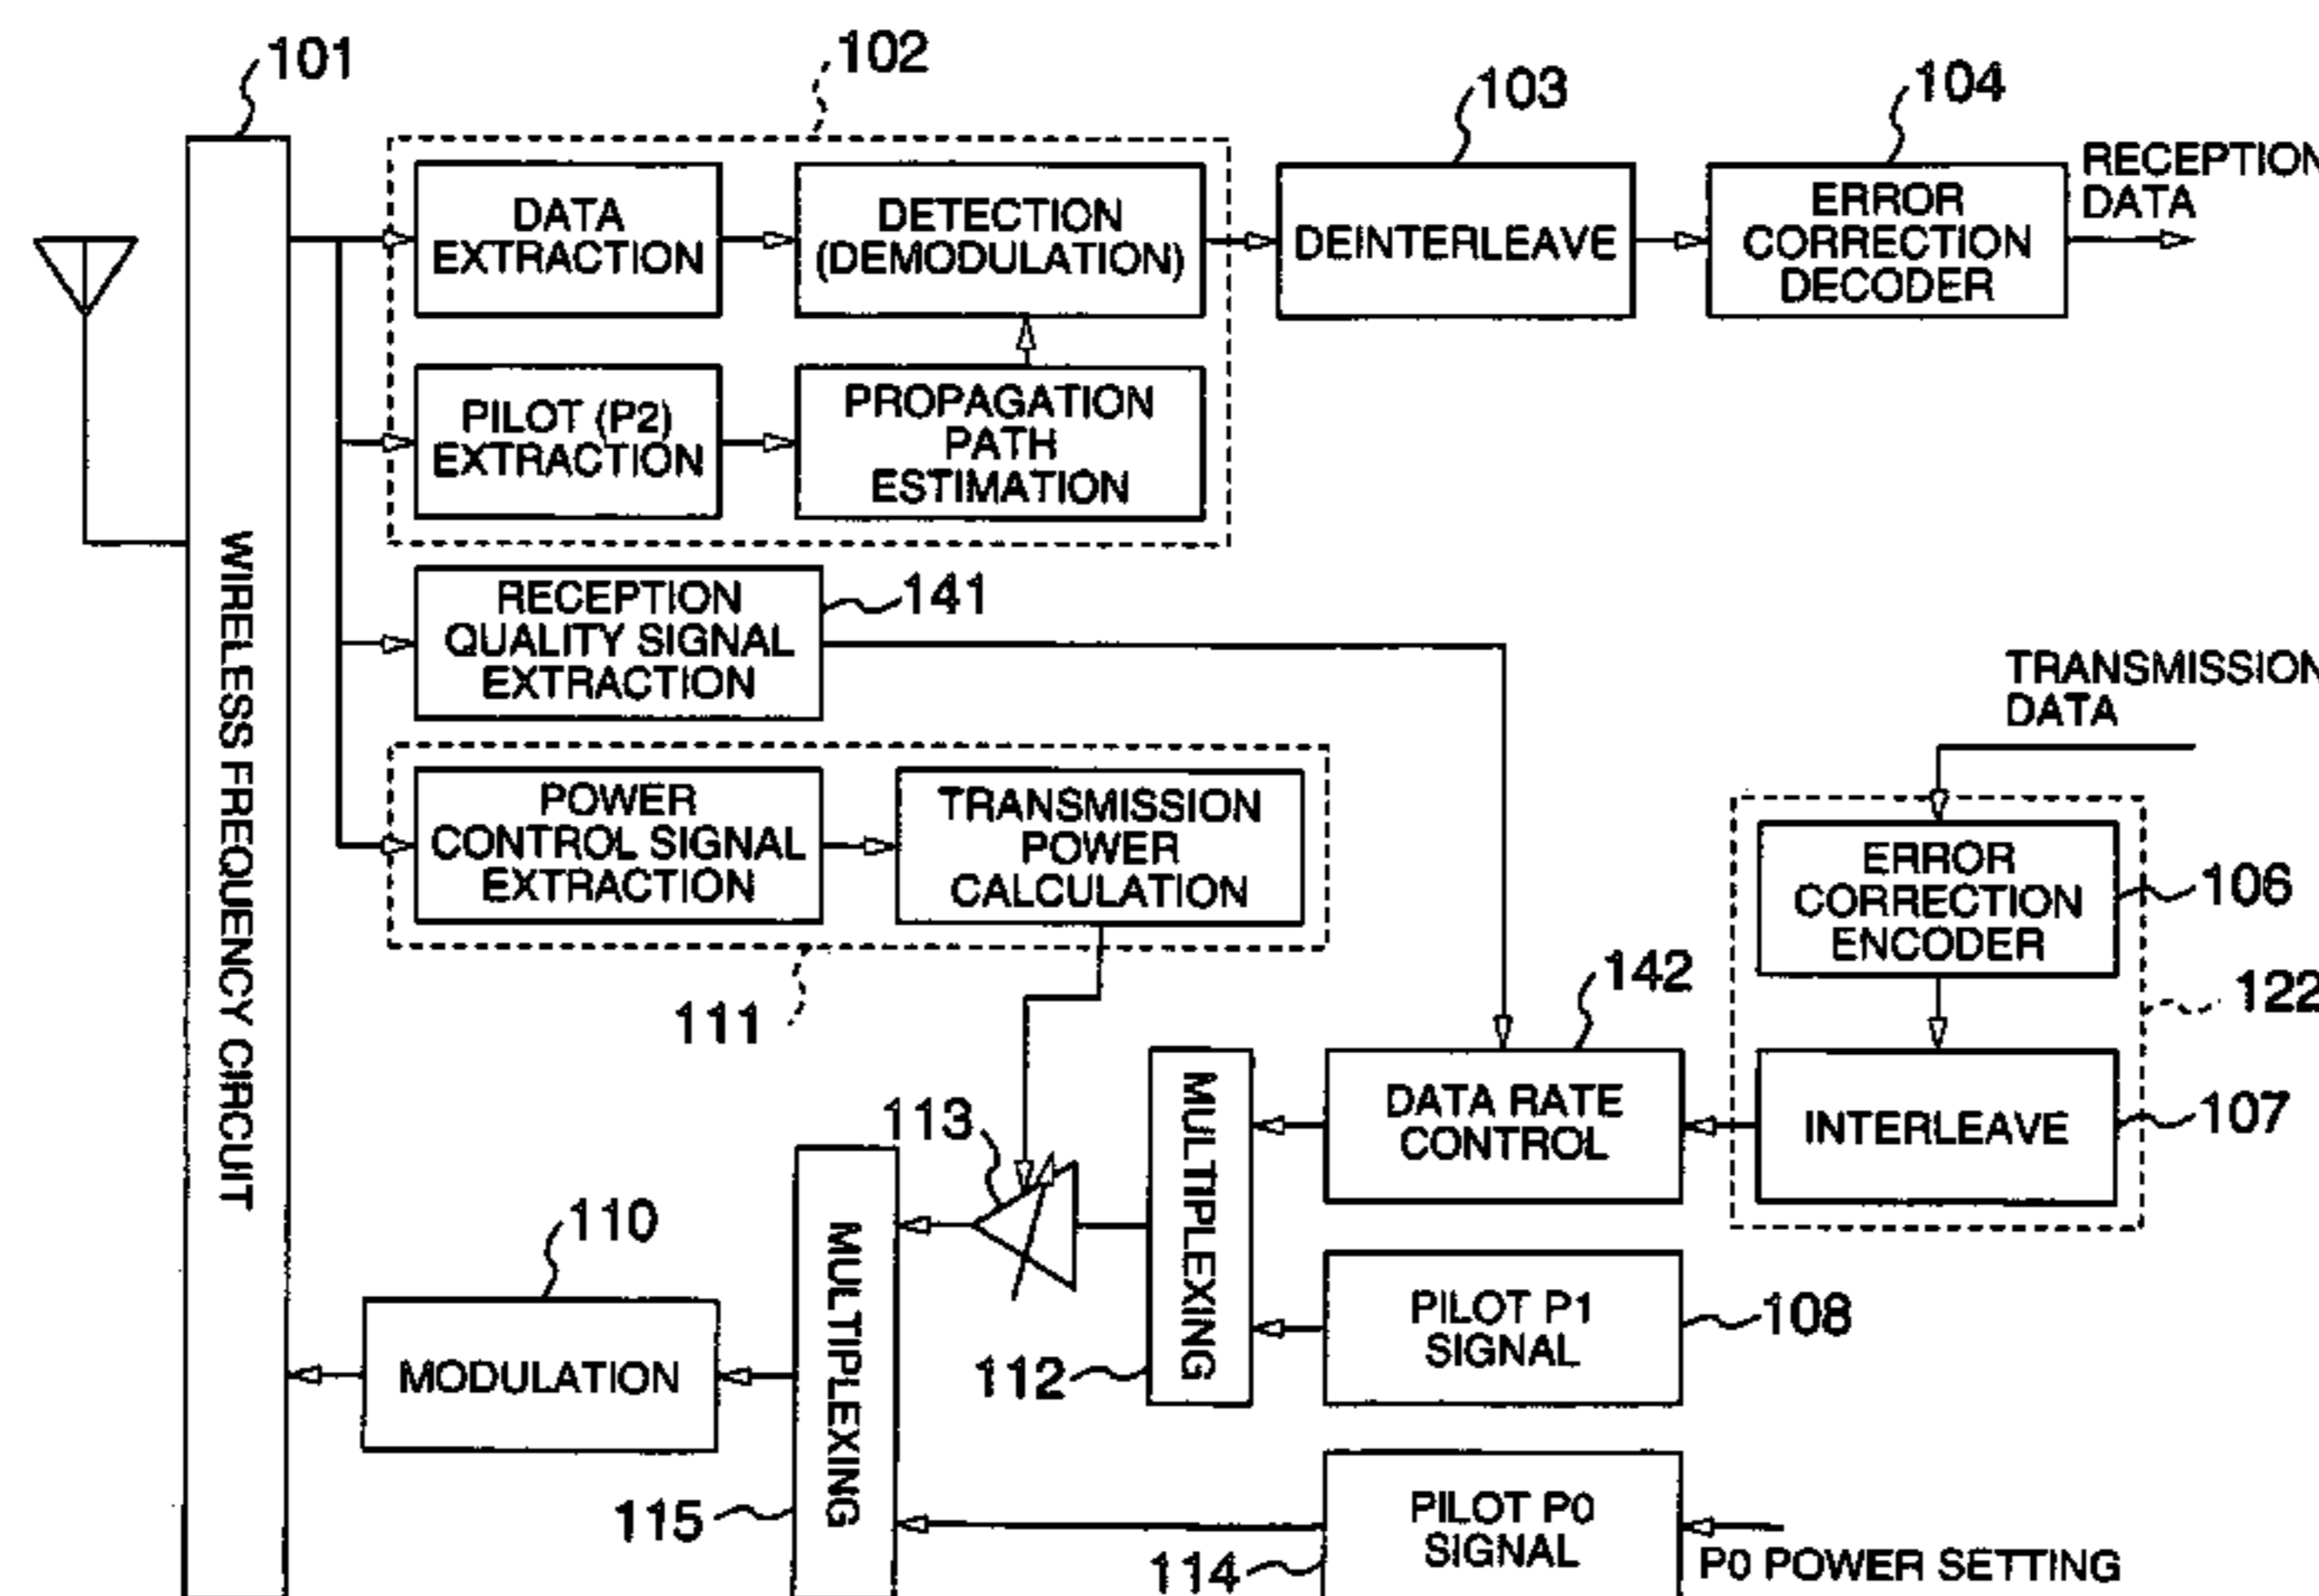 101
102
103
104
RECEPTION
DATA
DATA
EXTRACTION
DETECTION
(DEMODULATION)
DEINTERLEAVE
ERROR
CORRECTION
DECODER
PILOT (P2)
EXTRACTION
PROPAGATION
PATH
ESTIMATION
WIRELESS FREQUENCY CIRCUIT
RECEPTION
QUALITY SIGNAL
EXTRACTION
141
TRANSMISSION
DATA
POWER
CONTROL SIGNAL
EXTRACTION
TRANSMISSION
POWER
CALCULATION
111
ERROR
CORRECTION
ENCODER
106
122
142
DATA RATE
CONTROL
INTERLEAVE
107
MULTIPLEXING
112
113
PILOT P1
SIGNAL
108
110
MODULATION
MULTIPLEXING
115
PILOT P0
SIGNAL
114
P0 POWER SETTING